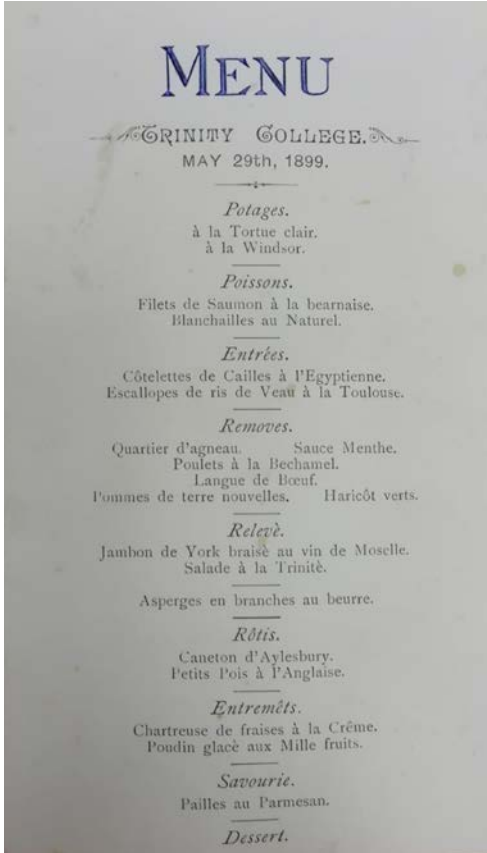 MENU
TRINITY COLLEGE.
MAY 29th, 1899.
Potages.
à la Tortue clair.
à la Windsor.
Poissons.
Filets de Saumon à la bearnaise.
Blanchailles au Naturel.
Entrées.
Côtelettes de Cailles à l'Egyptienne.
Escallopes de ris de Veau à la Toulouse.
Removes.
Quartier d'agneau. Sauce Menthe.
Poulets à la Bechamel.
Langue de Bœuf.
Pommes de terre nouvelles. Haricôt verts.
Relevè.
Jambon de York braisè au vin de Moselle.
Salade à la Trinitè.
Asperges en branches au beurre.
Rôtis.
Caneton d'Aylesbury.
Petits Pois à l'Anglaise.
Entremêts.
Chartreuse de fraises à la Crême.
Poudin glacè aux Mille fruits.
Savourie.
Pailles au Parmesan.
Dessert.